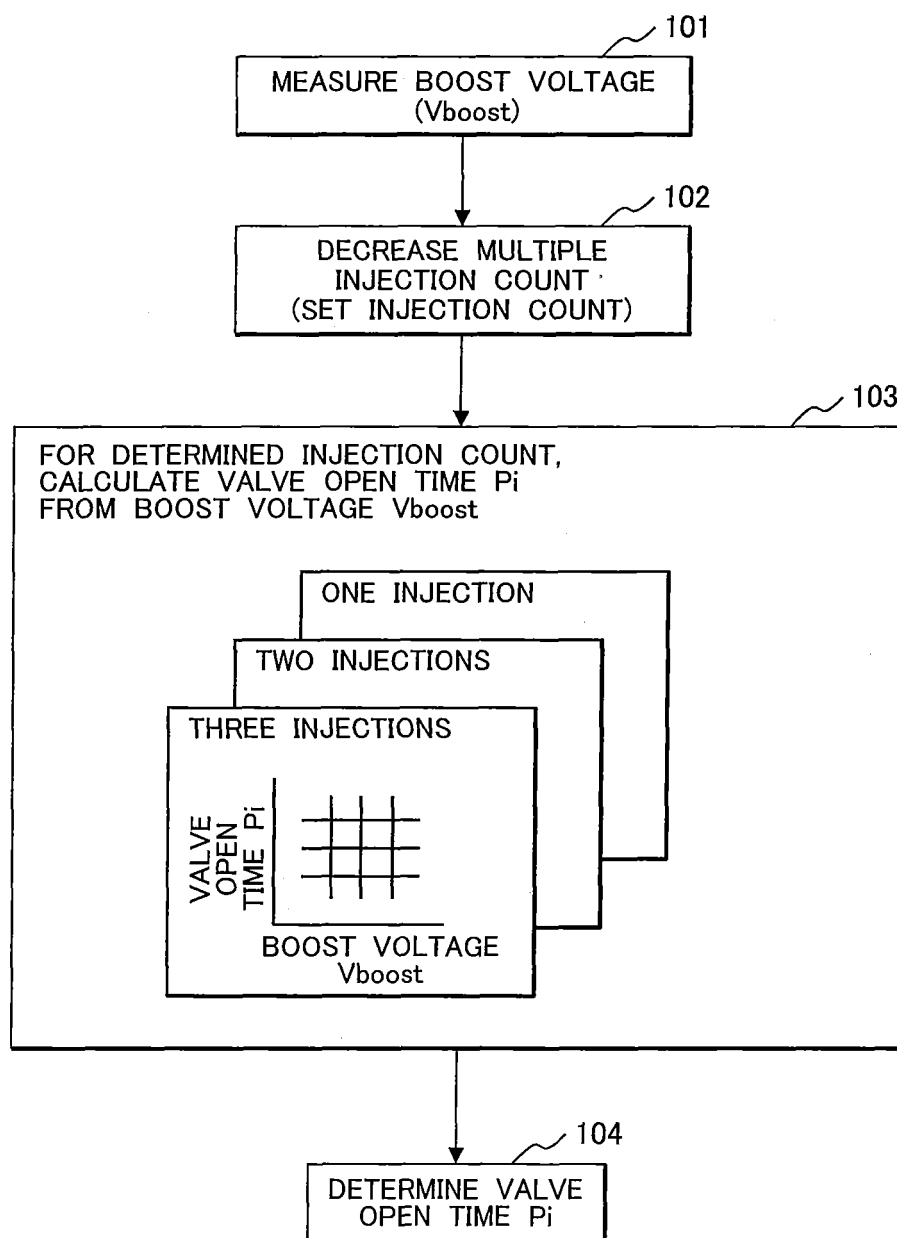 101
MEASURE BOOST VOLTAGE
(Vboost)
102
DECREASE MULTIPLE
INJECTION COUNT
(SET INJECTION COUNT)
103
FOR DETERMINED INJECTION COUNT,
CALCULATE VALVE OPEN TIME Pi
FROM BOOST VOLTAGE Vboost
ONE INJECTION
TWO INJECTIONS
THREE INJECTIONS
VALVE
OPEN
TIME Pi
BOOST VOLTAGE
Vboost
104
DETERMINE VALVE
OPEN TIME Pi